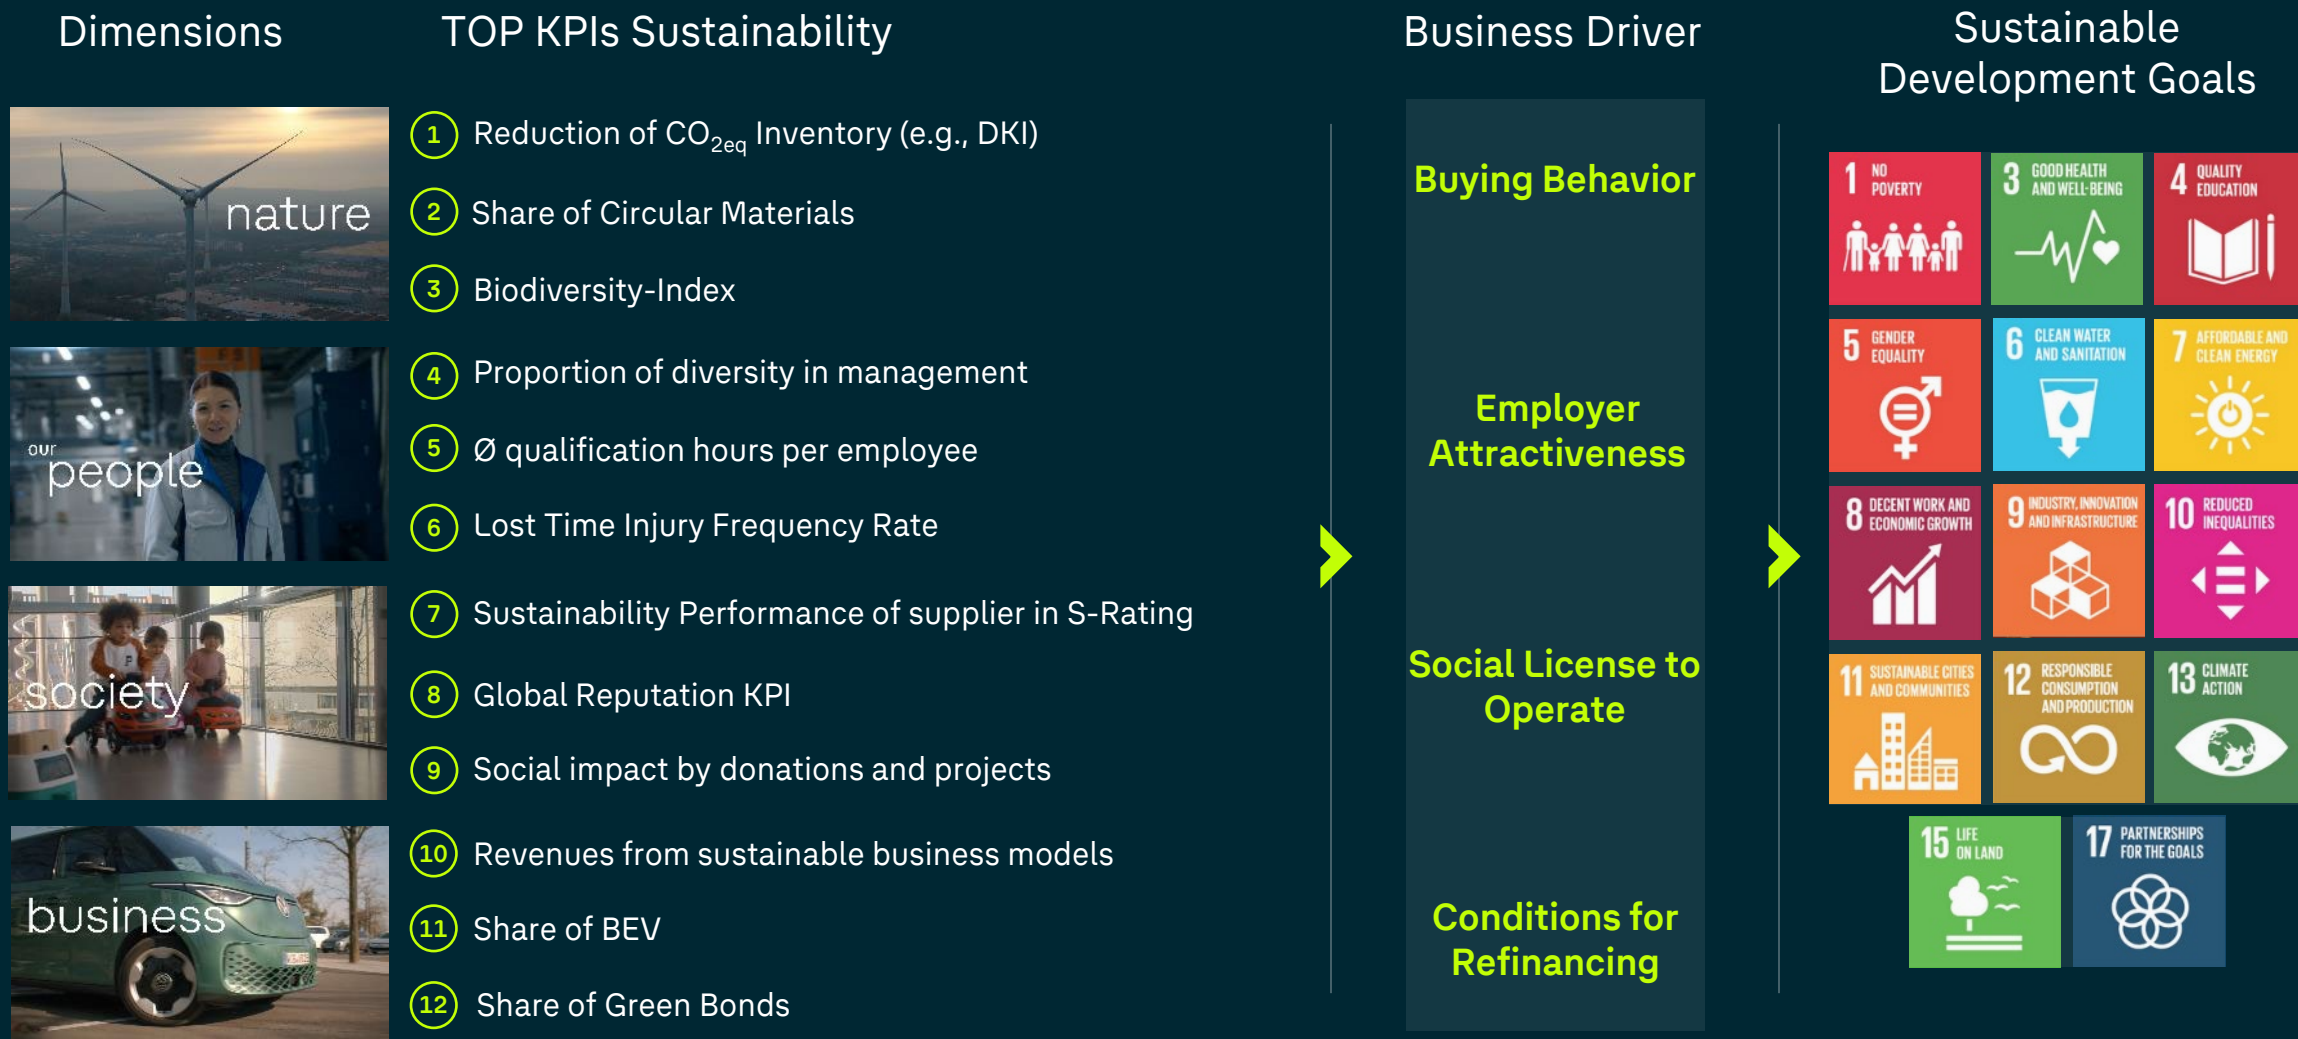 Dimensions
TOP KPIs Sustainability
Business Driver
Sustainable
Development Goals
nature
1 Reduction of CO2eq Inventory (e.g., DKI)
2 Share of Circular Materials
3 Biodiversity-Index
our
people
4 Proportion of diversity in management
5 Ø qualification hours per employee
6 Lost Time Injury Frequency Rate
society
7 Sustainability Performance of supplier in S-Rating
8 Global Reputation KPI
9 Social impact by donations and projects
business
10 Revenues from sustainable business models
11 Share of BEV
12 Share of Green Bonds
Buying Behavior
Employer
Attractiveness
Social License to
Operate
Conditions for
Refinancing
1 NO
POVERTY
3 GOOD HEALTH
AND WELL-BEING
4 QUALITY
EDUCATION
5 GENDER
EQUALITY
6 CLEAN WATER
AND SANITATION
7 AFFORDABLE AND
CLEAN ENERGY
8 DECENT WORK AND
ECONOMIC GROWTH
9 INDUSTRY, INNOVATION
AND INFRASTRUCTURE
10 REDUCED
INEQUALITIES
11 SUSTAINABLE CITIES
AND COMMUNITIES
12 RESPONSIBLE
CONSUMPTION
AND PRODUCTION
13 CLIMATE
ACTION
15 LIFE
ON LAND
17 PARTNERSHIPS
FOR THE GOALS